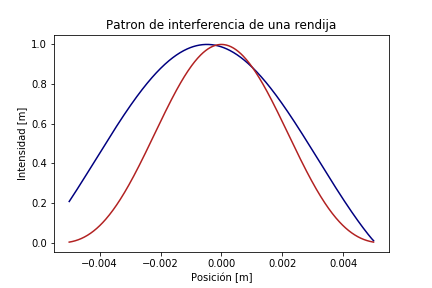 Patron de interferencia de una rendija
Intensidad [m]
1.0
0.8
0.6
0.4
0.2
0.0
−0.004 −0.002 0.000 0.002 0.004
Posición [m]